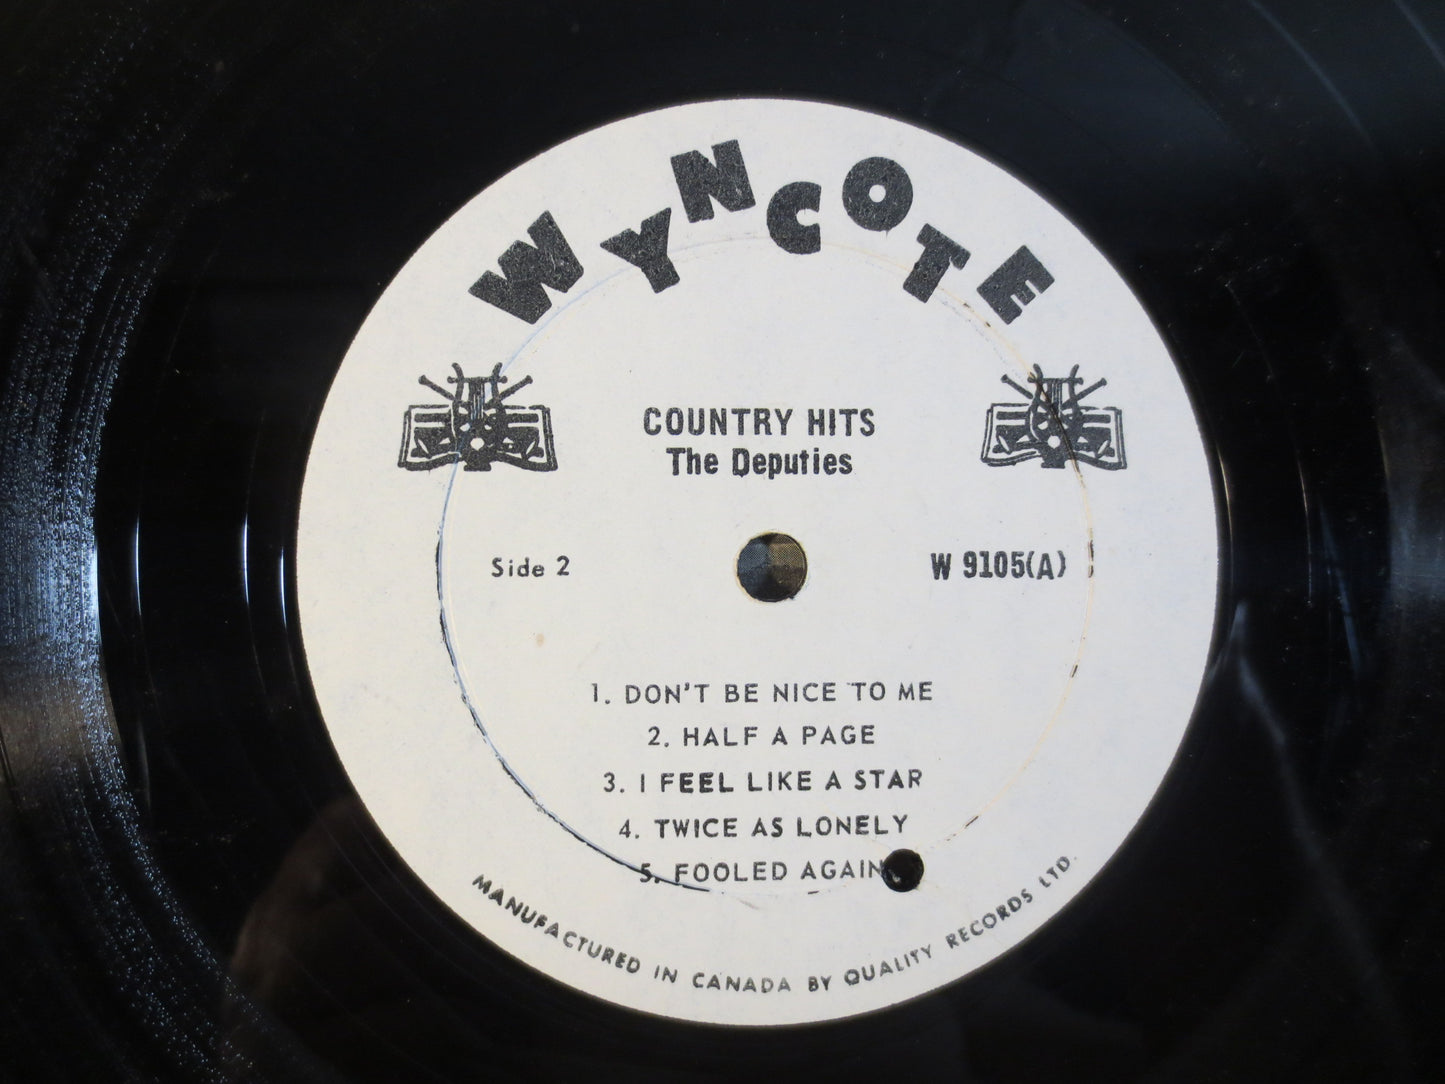 WYNCOTE
COUNTRY HITS
The Deputies
Side 2
W 9105(A)
1. DON'T BE NICE TO ME
2. HALF A PAGE
3. I FEEL LIKE A STAR
4. TWICE AS LONELY
5. FOOLED AGAIN
MANUFACTURED IN CANADA BY QUALITY RECORDS LTD.